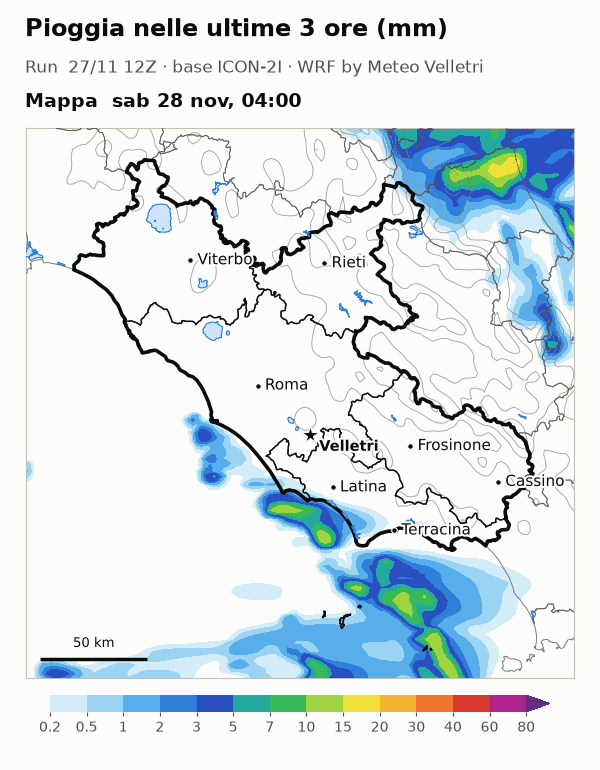 Pioggia nelle ultime 3 ore (mm)
Run  27/11 12Z · base ICON-2I · WRF by Meteo Velletri
Mappa  sab 28 nov, 04:00
Viterbo
Rieti
Roma
Velletri
Frosinone
Latina
Cassino
Terracina
50 km
0.2 0.5 1 2 3 5 7 10 15 20 30 40 60 80